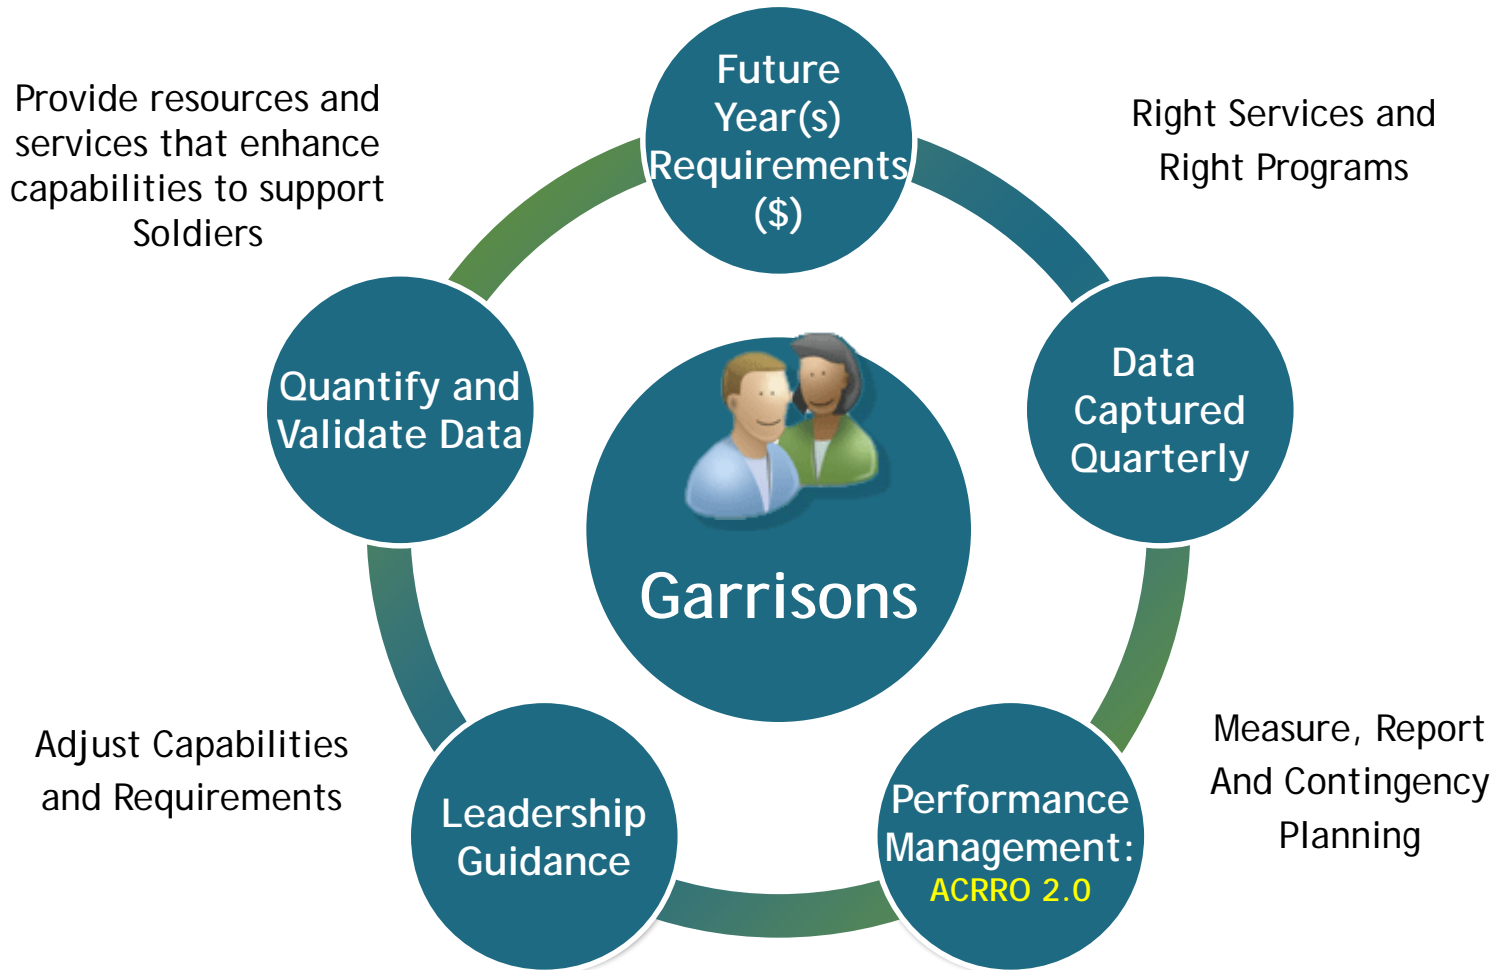 Future
Year(s)
Requirements
($)
Provide resources and
services that enhance
capabilities to support
Soldiers
Right Services and
Right Programs
Quantify and
Validate Data
Data
Captured
Quarterly
Garrisons
Adjust Capabilities
and Requirements
Leadership
Guidance
Performance
Management:
ACRRO 2.0
Measure, Report
And Contingency
Planning